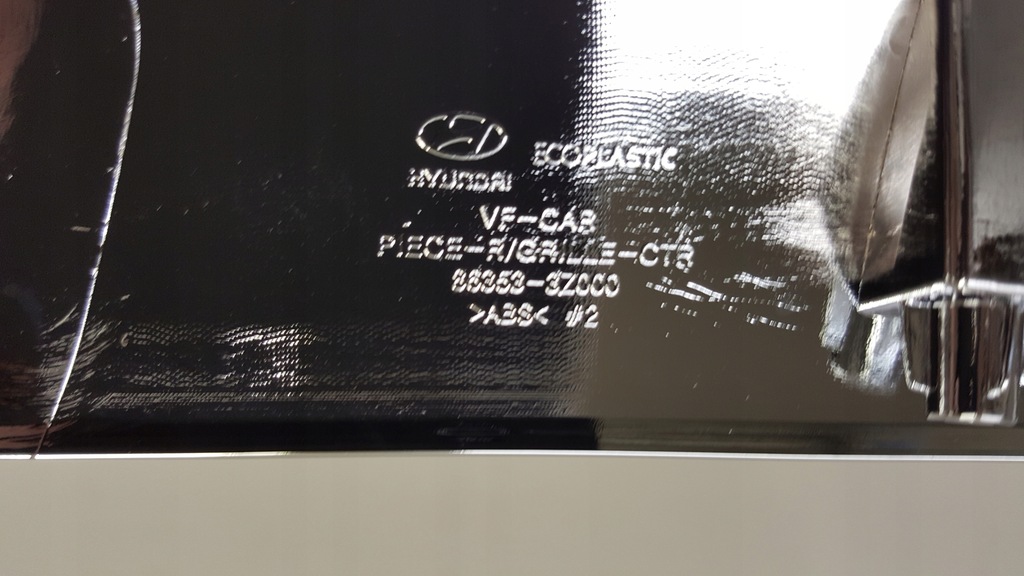 HYUNDAI
ECOPLASTIC
VF-CAB
PIECE-R/GRILLE-CTR
86353-3Z000
>ABS< #2